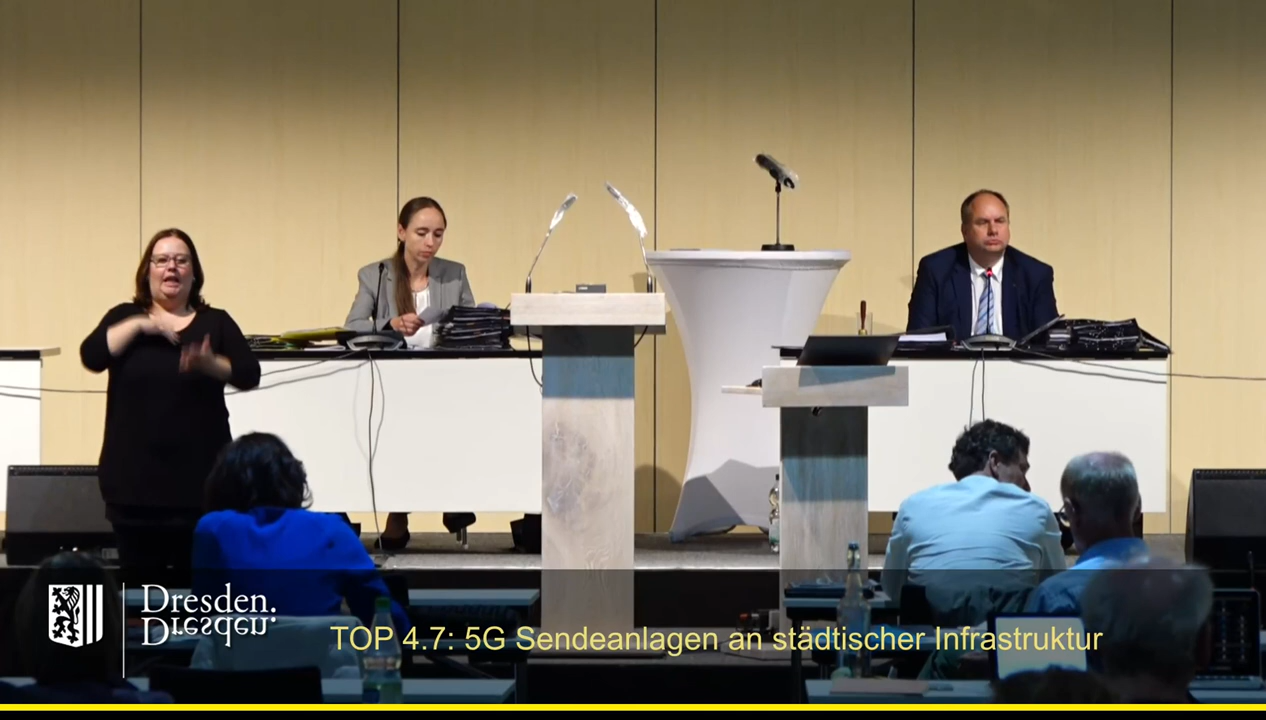 Dresden.
Dresden.
TOP 4.7: 5G Sendeanlagen an städtischer Infrastruktur